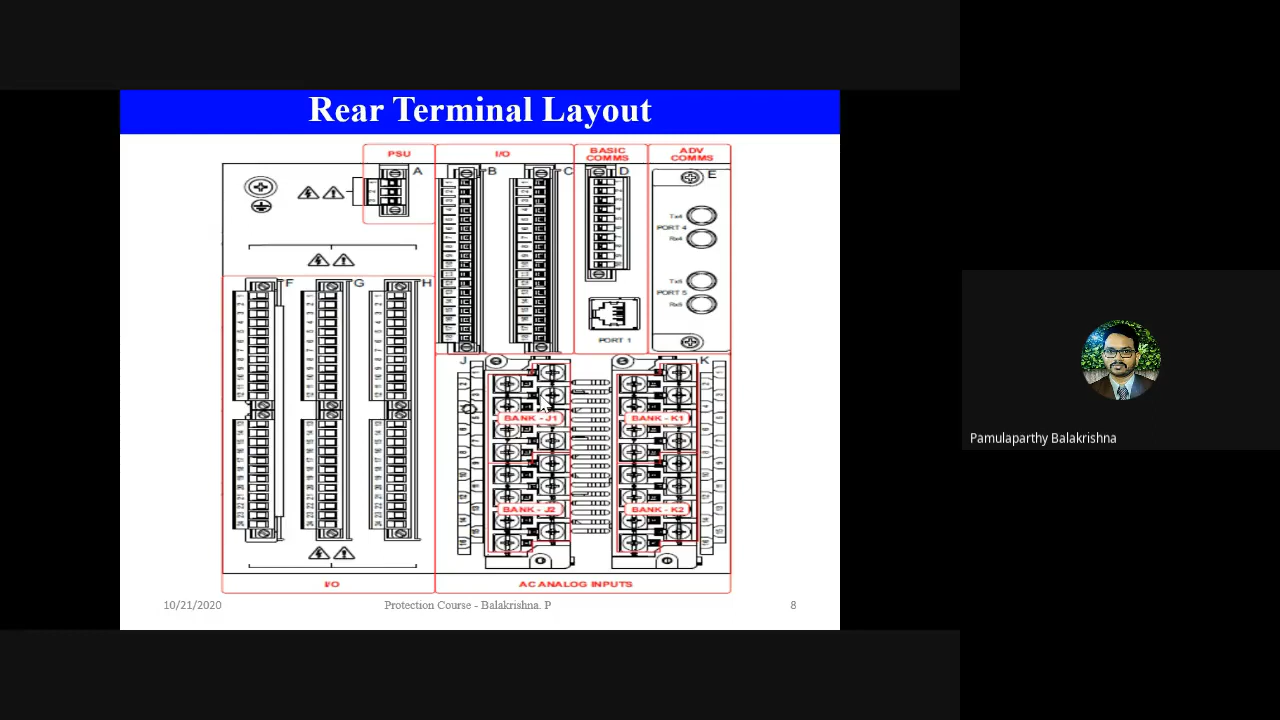 Rear Terminal Layout
PSU
I/O
BASIC
COMMS
ADV
COMMS
A
B
C
D
E
Tx4
PORT 4
Rx4
Tx5
PORT 5
Rx5
PORT 1
F
G
H
J
K
BANK - J1
BANK - K1
BANK - J2
BANK - K2
I/O
AC ANALOG INPUTS
10/21/2020
Protection Course - Balakrishna. P
8
Pamulaparthy Balakrishna